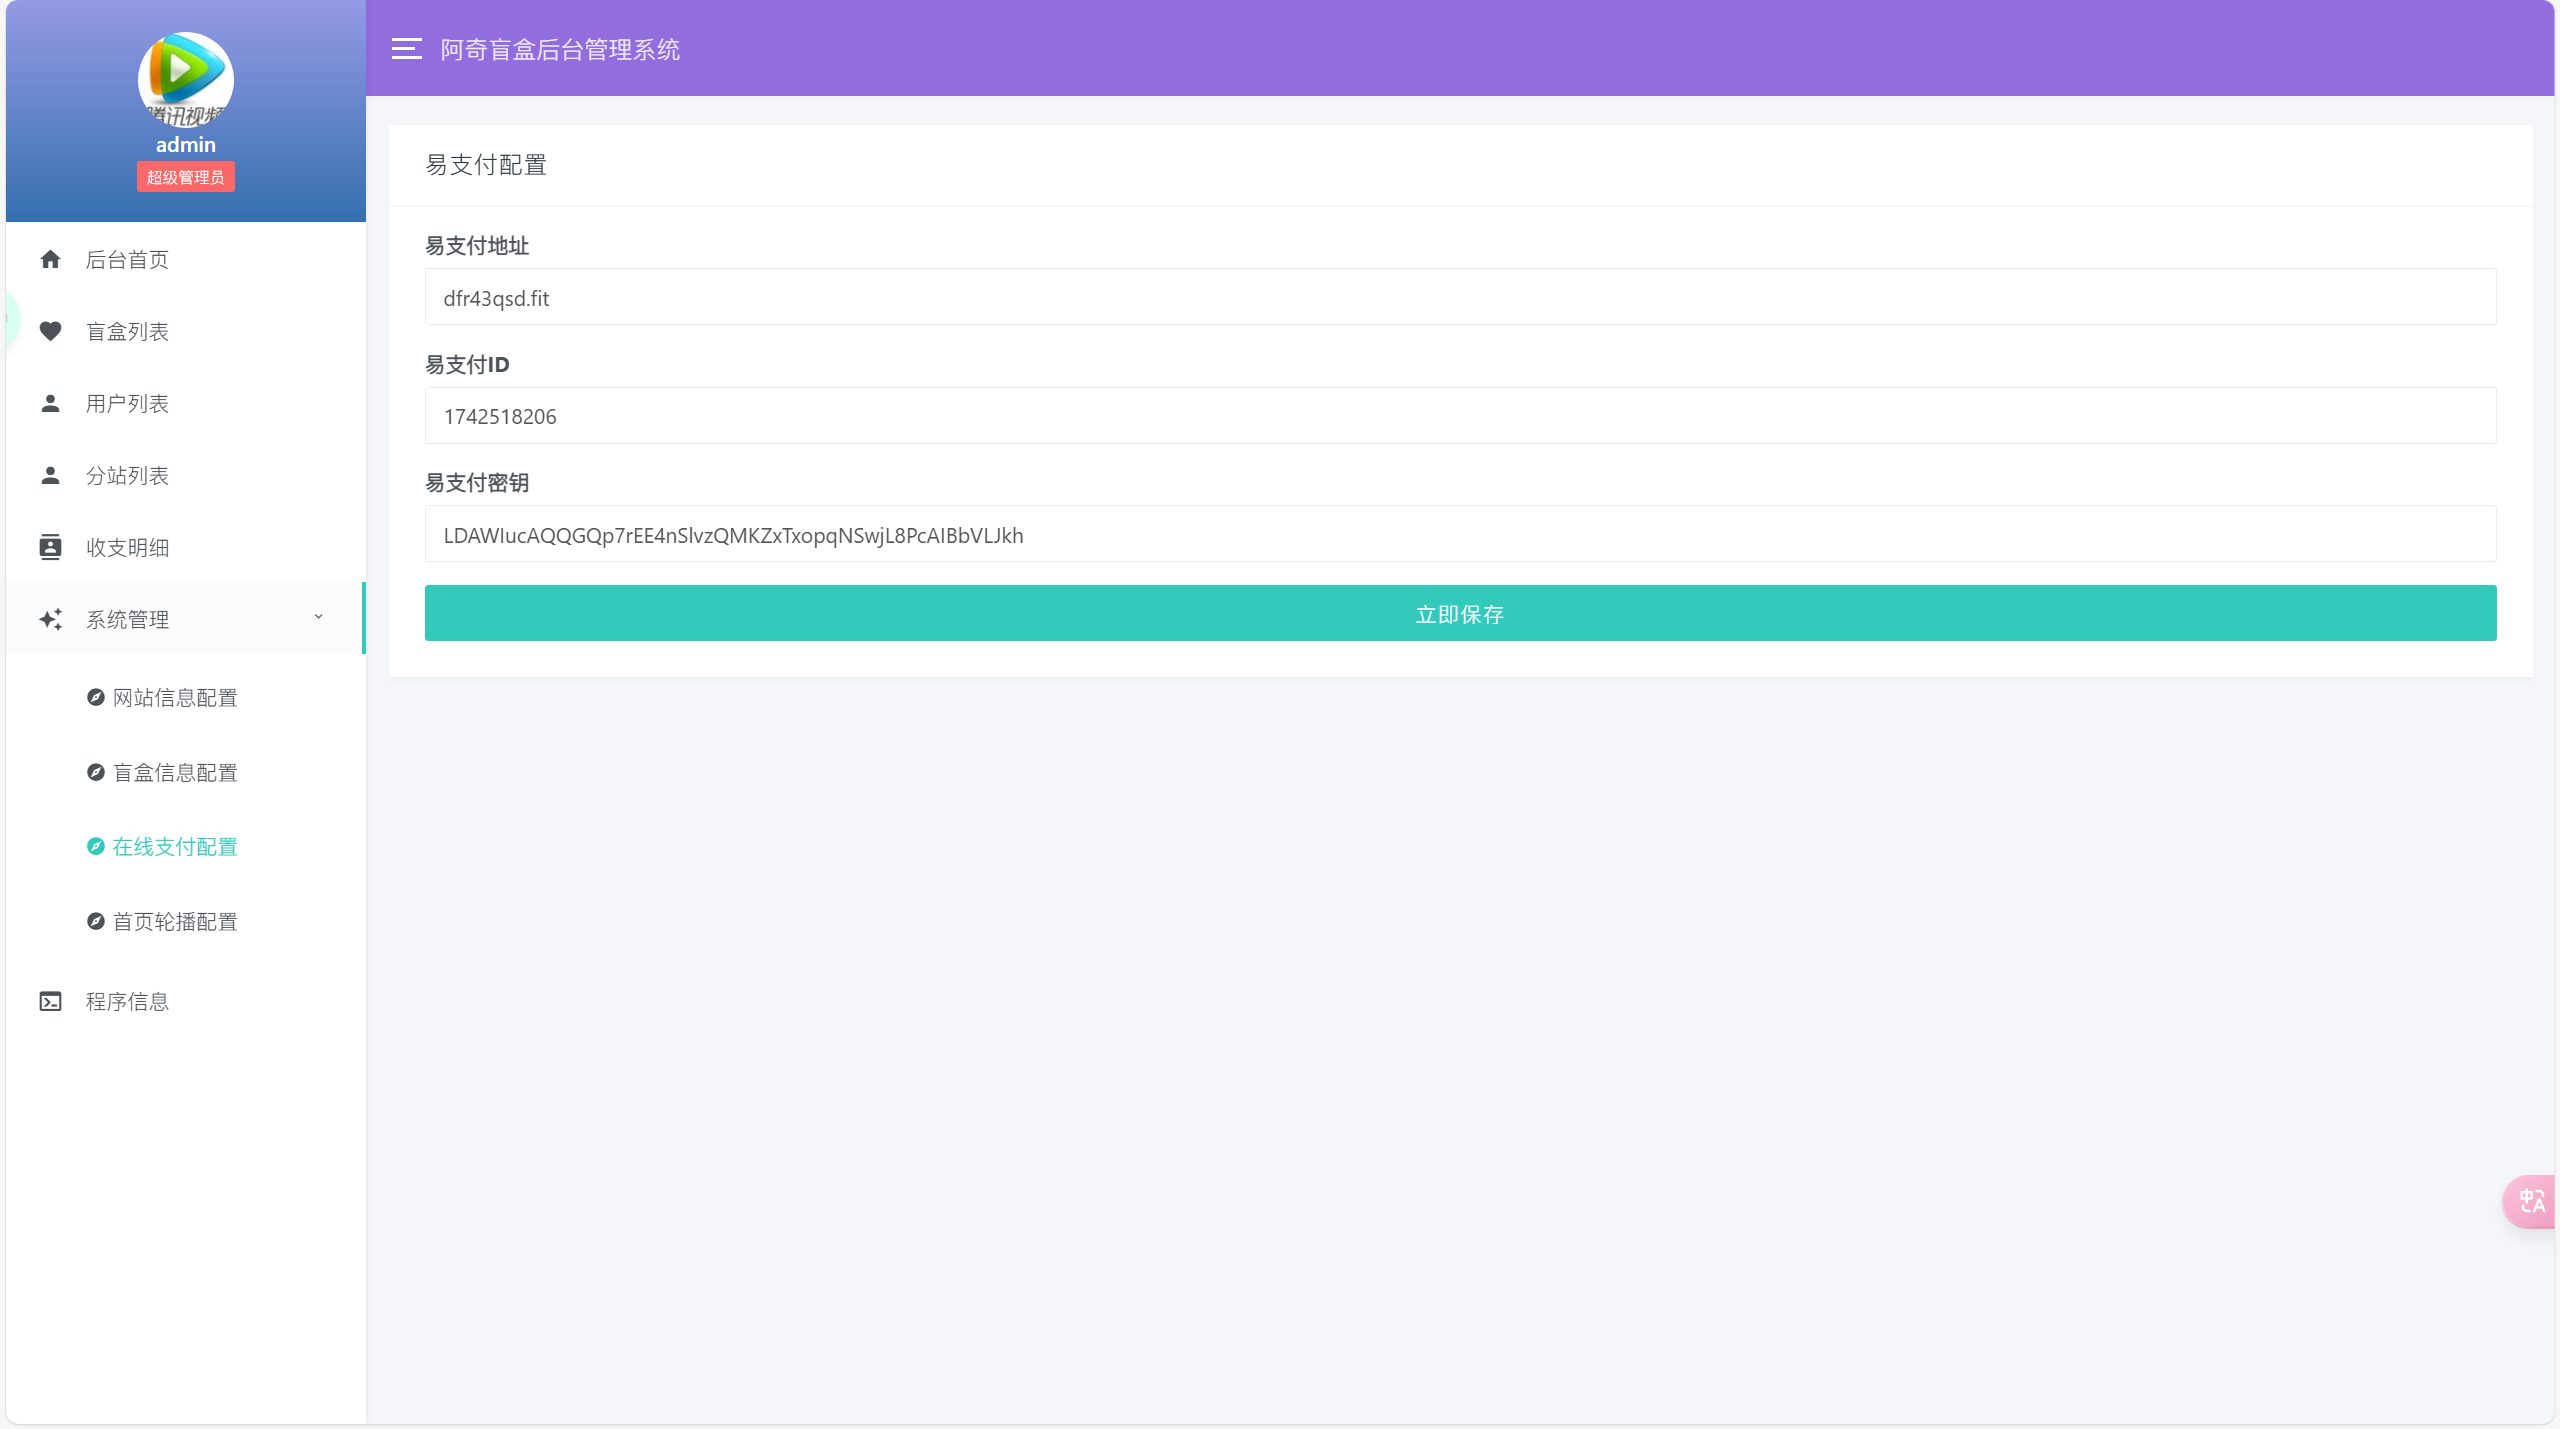 腾讯视频
admin
超级管理员
后台首页
盲盒列表
用户列表
分站列表
收支明细
系统管理
网站信息配置
盲盒信息配置
在线支付配置
首页轮播配置
程序信息
阿奇盲盒后台管理系统
易支付配置
易支付地址
dfr43qsd.fit
易支付ID
1742518206
易支付密钥
LDAWIucAQQGQp7rEE4nSlvzQMKZxTxopqNSwjL8PcAIBbVLJkh
立即保存